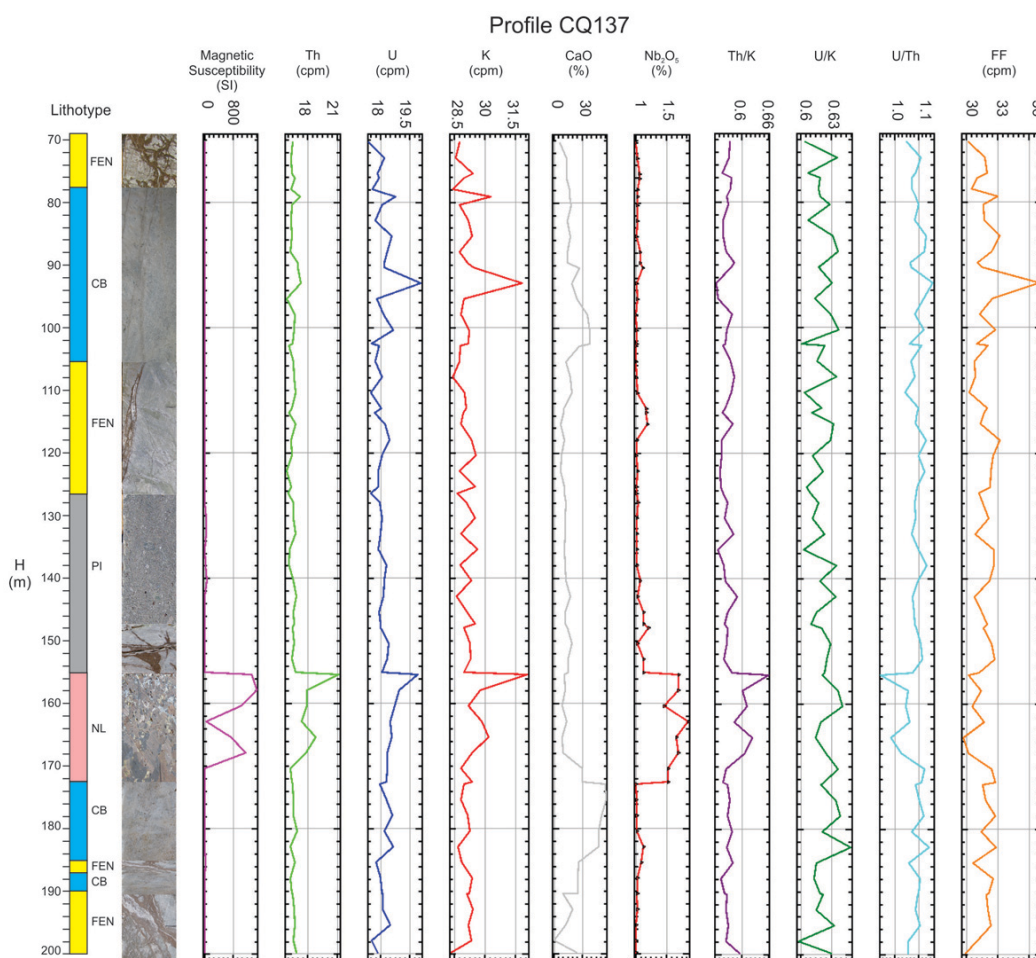 Profile CQ137
Magnetic Th U K CaO Nb₂O₅ Th/K U/K U/Th FF
Susceptibility (cpm) (cpm) (cpm) (%) (%) (cpm)
(SI)
Lithotype
0 800 18 21 18 19.5 28.5 30 31.5 0 30 1 1.5 0.6 0.66 0.6 0.63 1.0 1.1 30 33
70
FEN
80
90
CB
100
110
FEN
120
130
PI
H
(m)
140
150
160
NL
170
CB
180
FEN
CB
190
FEN
200